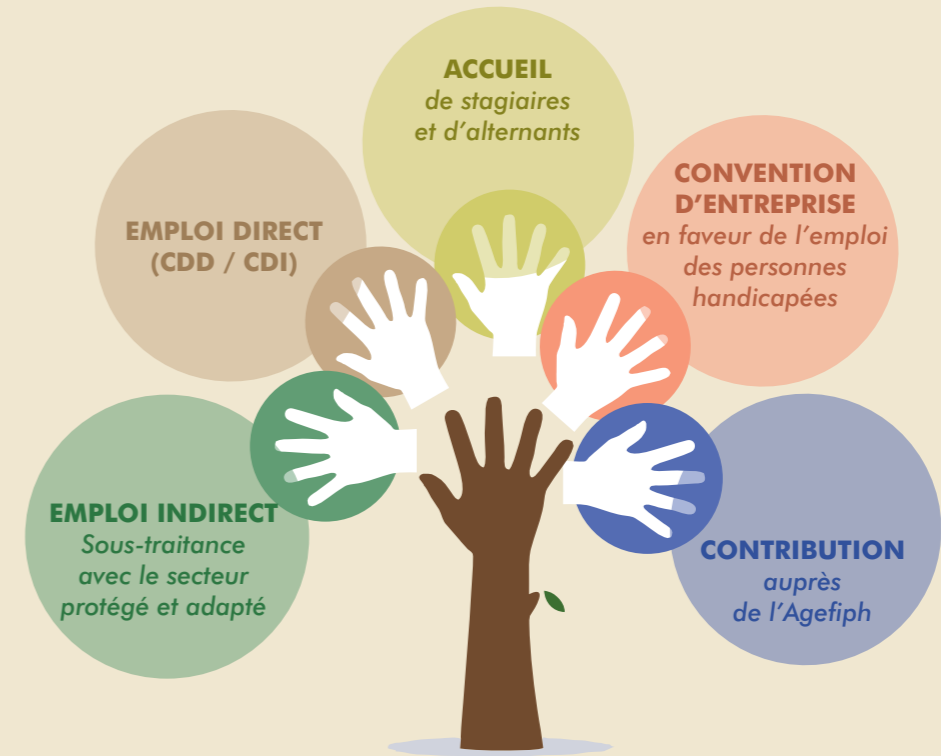 ACCUEIL
de stagiaires
et d'alternants
EMPLOI DIRECT
(CDD / CDI)
CONVENTION
D'ENTREPRISE
en faveur de l'emploi
des personnes
handicapées
EMPLOI INDIRECT
Sous-traitance
avec le secteur
protégé et adapté
CONTRIBUTION
auprès
de l'Agefiph